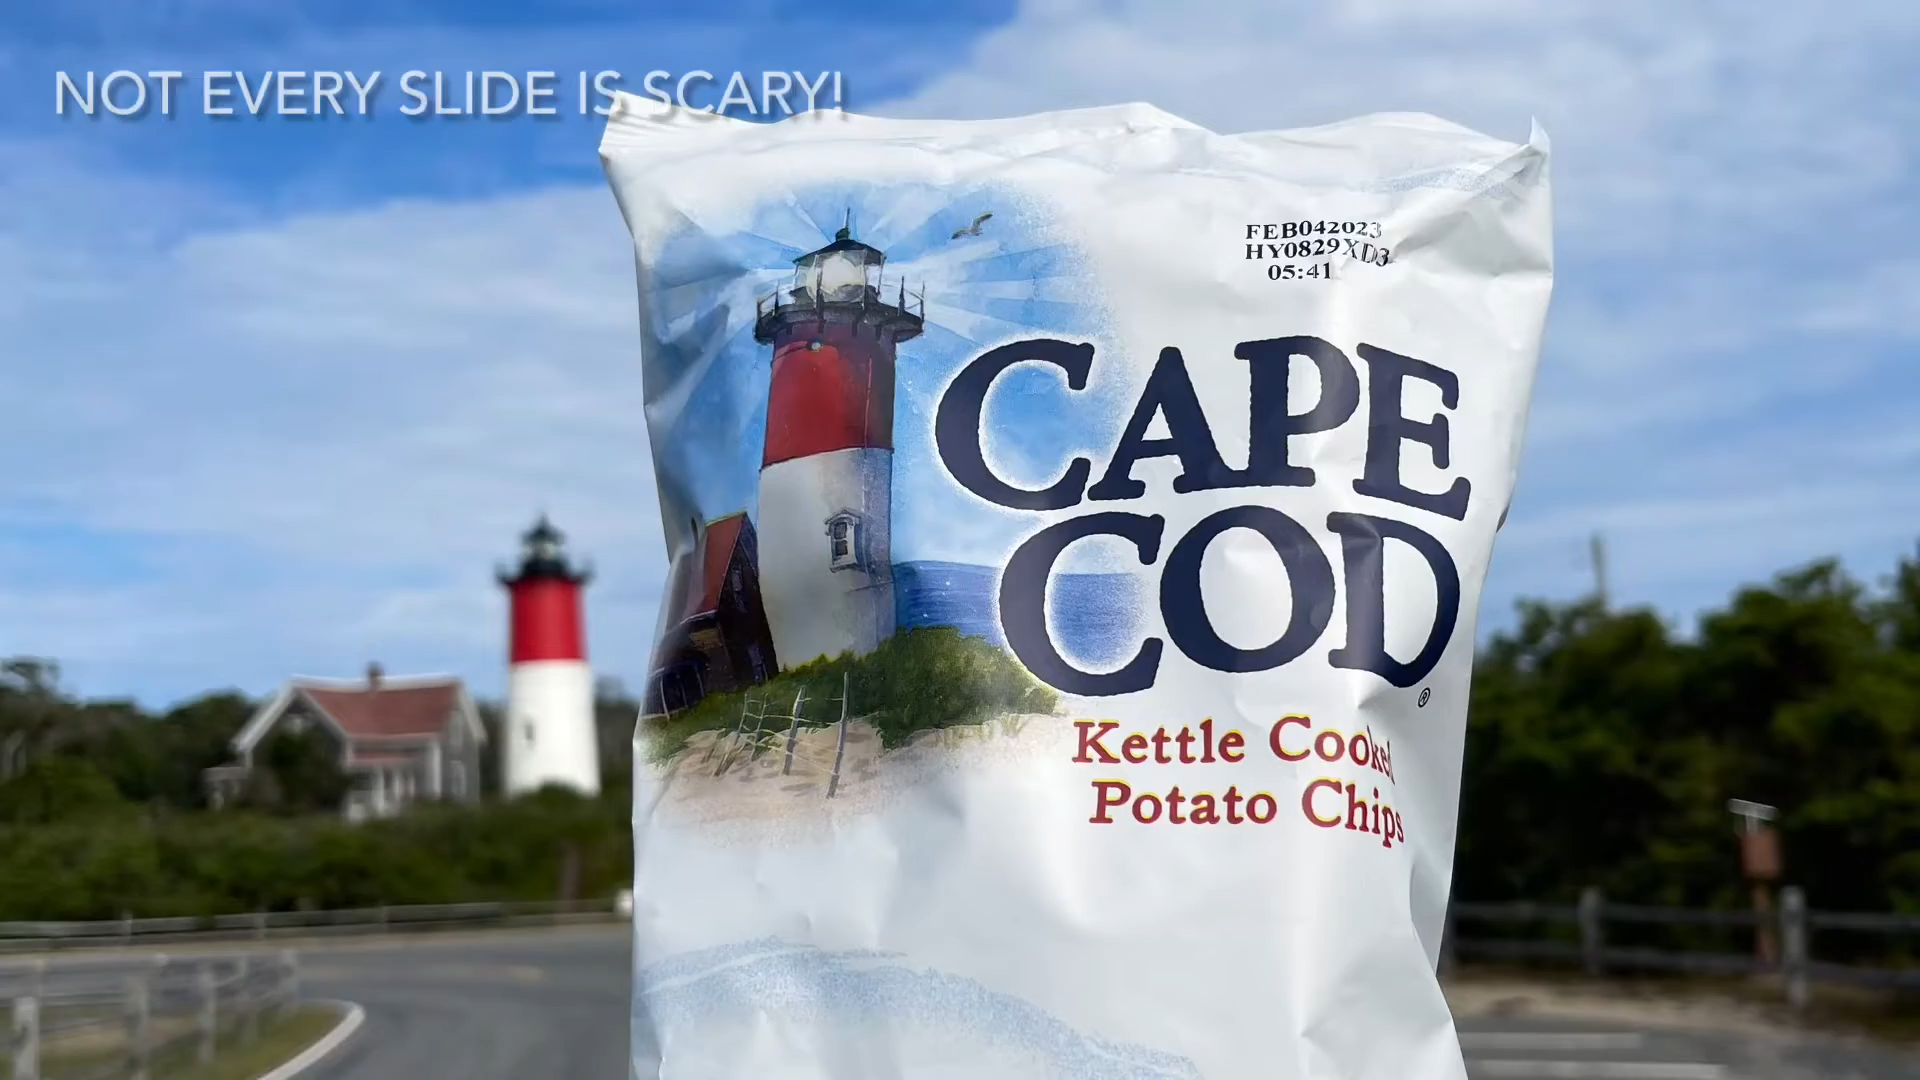 NOT EVERY SLIDE IS SCARY!
FEB042023
HY0829XD3
05:41
CAPE
COD
®
Kettle Cooked
Potato Chips